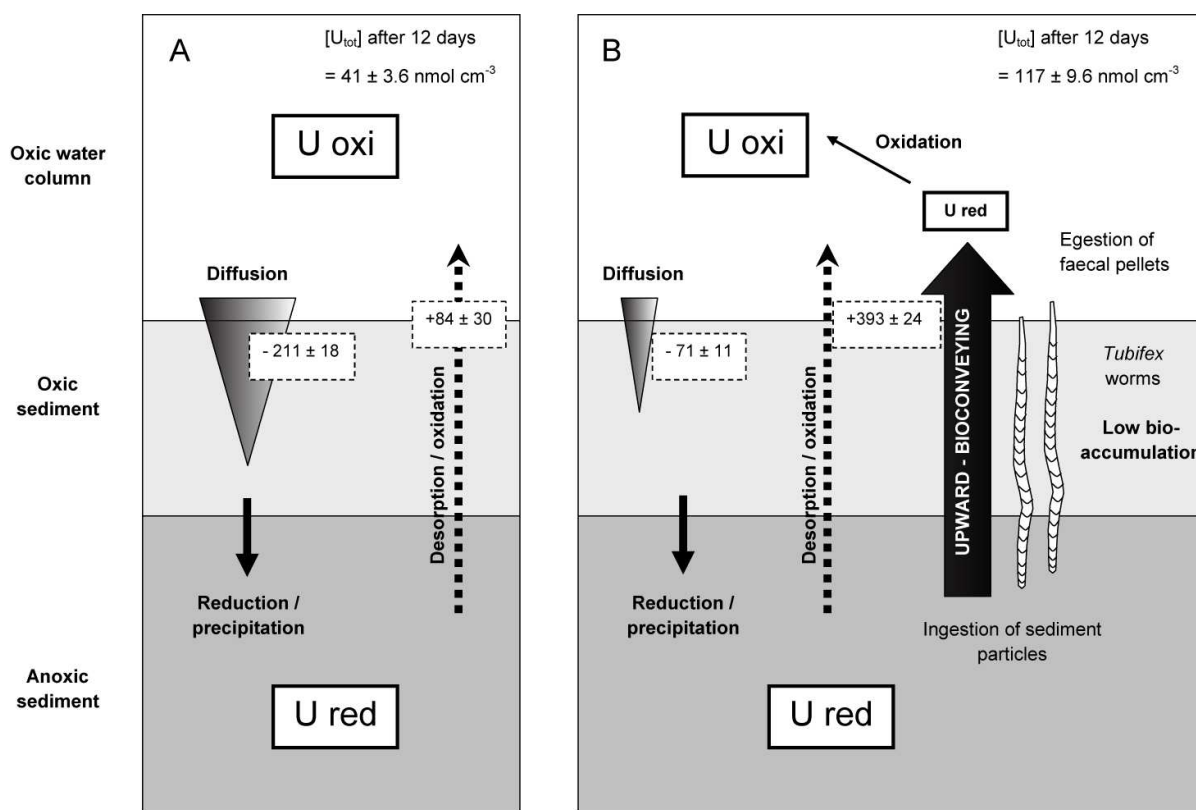 A
[Utot] after 12 days
= 41 ± 3.6 nmol cm-3
U oxi
Oxic water
column
Diffusion
+84 ± 30
- 211 ± 18
Oxic
sediment
Desorption / oxidation
Reduction /
precipitation
Anoxic
sediment
U red
B
[Utot] after 12 days
= 117 ± 9.6 nmol cm-3
U oxi
Oxidation
U red
Egestion of
faecal pellets
Diffusion
+393 ± 24
- 71 ± 11
Tubifex
worms
Low bio-
accumulation
Desorption / oxidation
UPWARD - BIOCONVEYING
Reduction /
precipitation
Ingestion of sediment
particles
U red